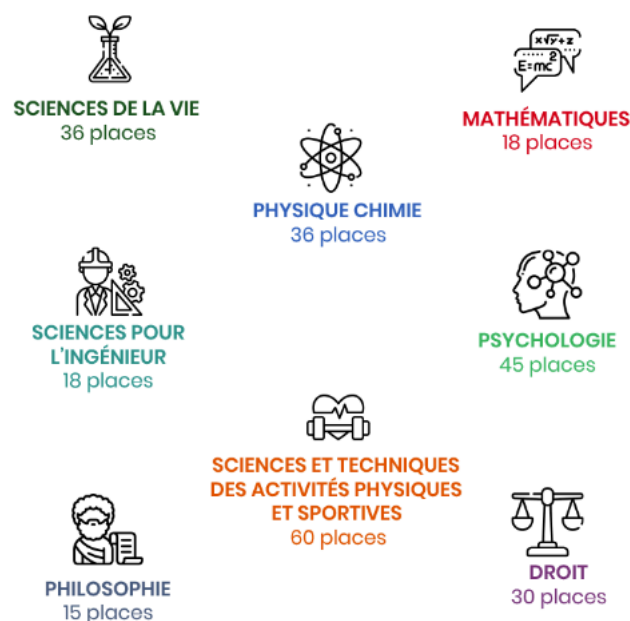 x√y+z
E=mc²
SCIENCES DE LA VIE
36 places
MATHÉMATIQUES
18 places
PHYSIQUE CHIMIE
36 places
SCIENCES POUR
L'INGÉNIEUR
18 places
PSYCHOLOGIE
45 places
SCIENCES ET TECHNIQUES
DES ACTIVITÉS PHYSIQUES
ET SPORTIVES
60 places
PHILOSOPHIE
15 places
DROIT
30 places